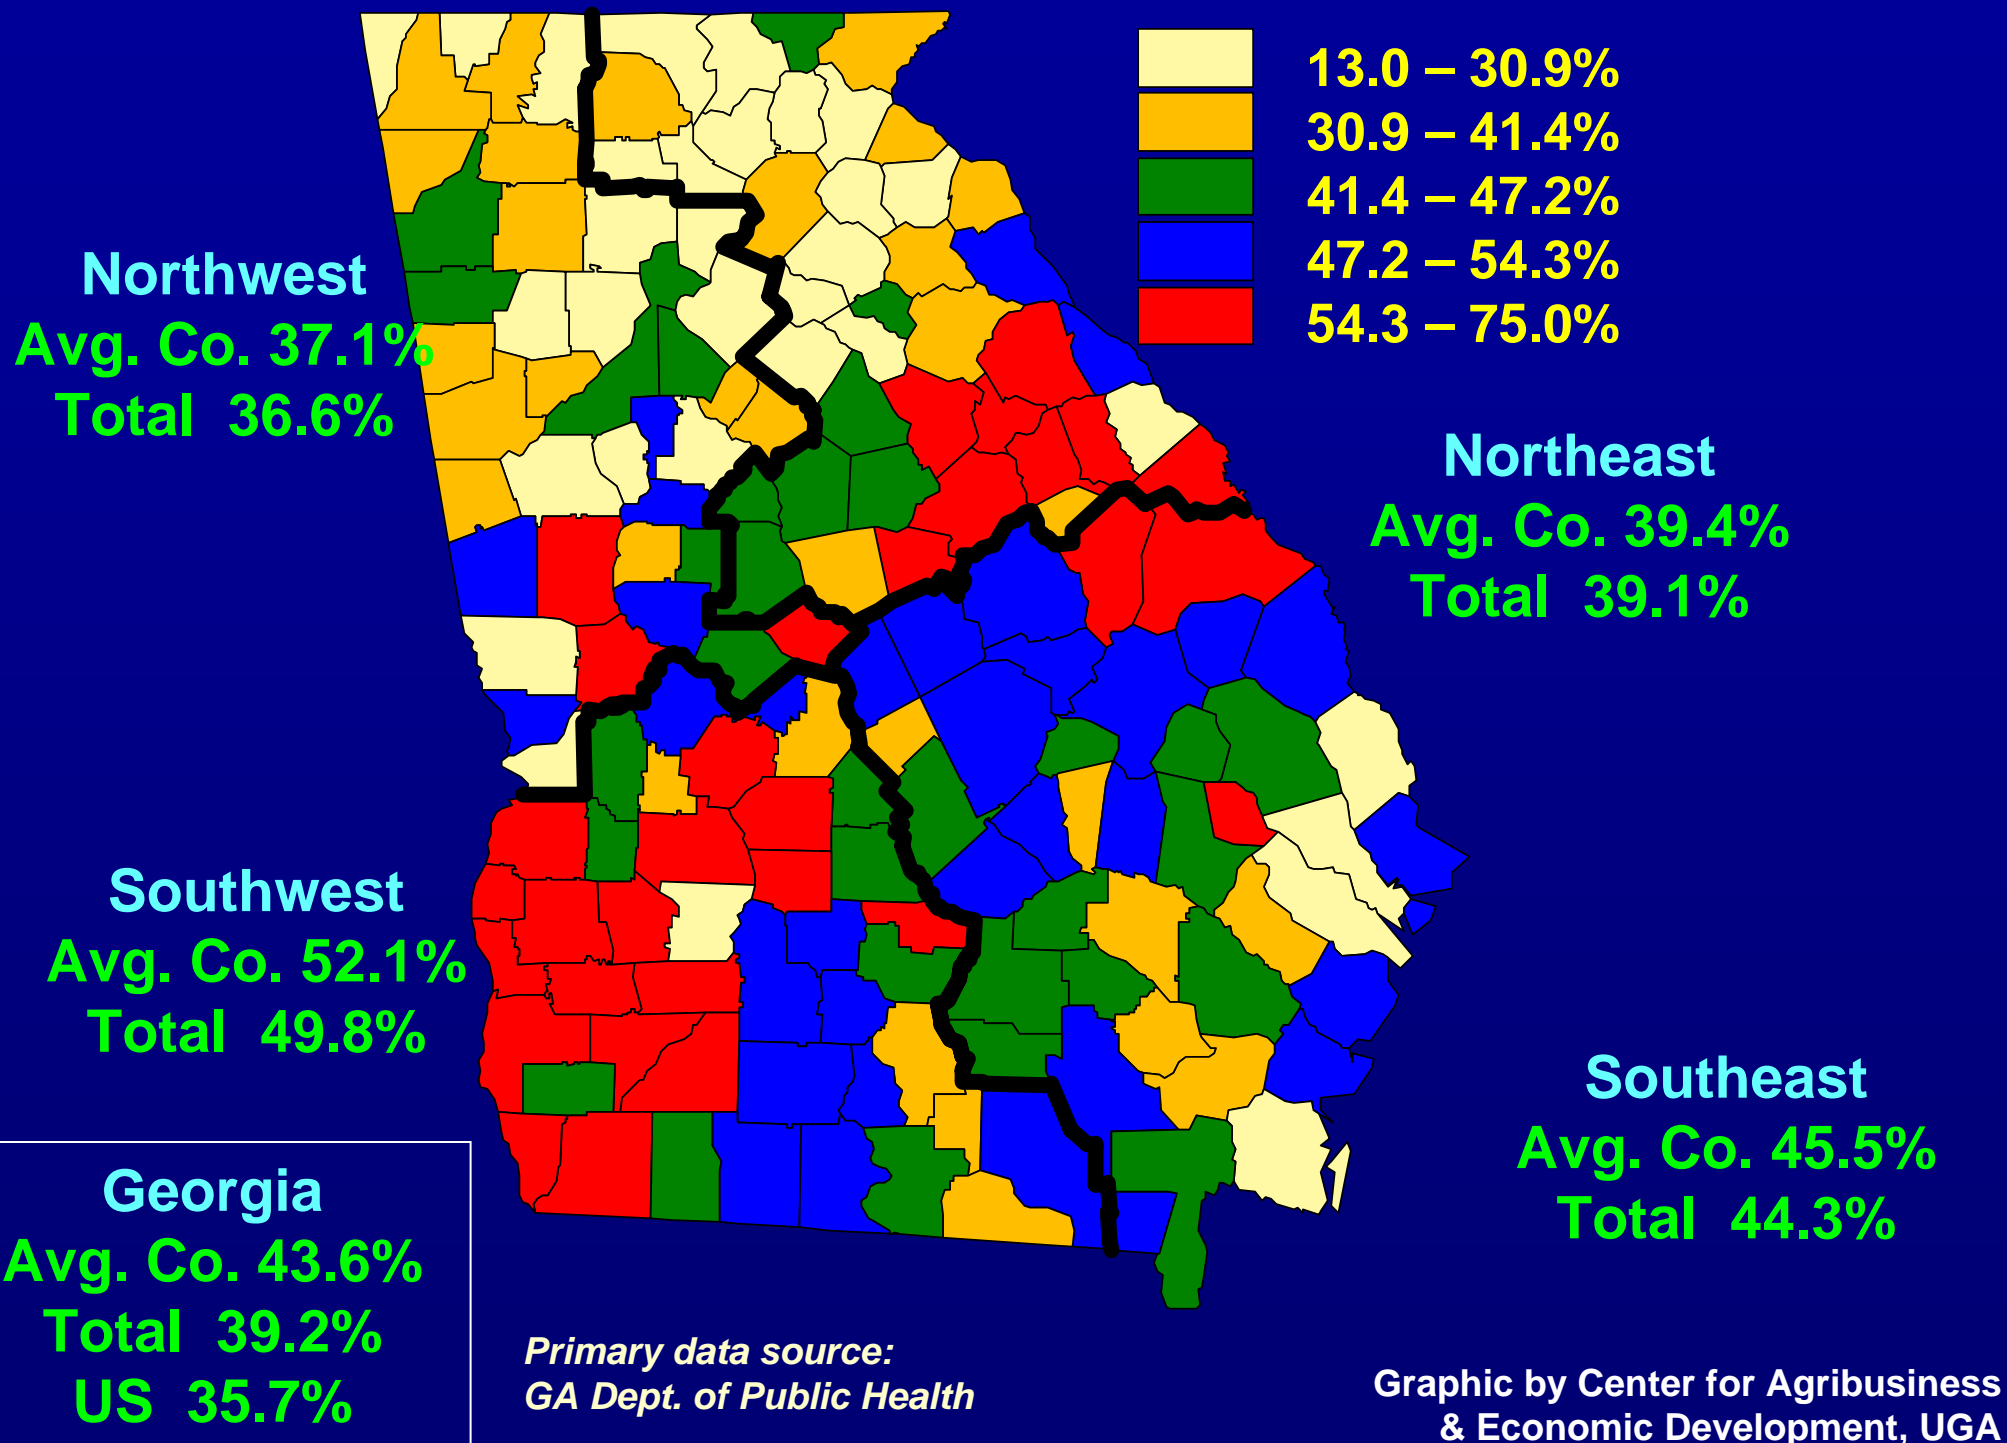 13.0 – 30.9%
30.9 – 41.4%
41.4 – 47.2%
47.2 – 54.3%
54.3 – 75.0%
Northwest
Avg. Co. 37.1%
Total 36.6%
Northeast
Avg. Co. 39.4%
Total 39.1%
Southwest
Avg. Co. 52.1%
Total 49.8%
Southeast
Avg. Co. 45.5%
Total 44.3%
Georgia
Avg. Co. 43.6%
Total 39.2%
US 35.7%
Primary data source:
GA Dept. of Public Health
Graphic by Center for Agribusiness
& Economic Development, UGA